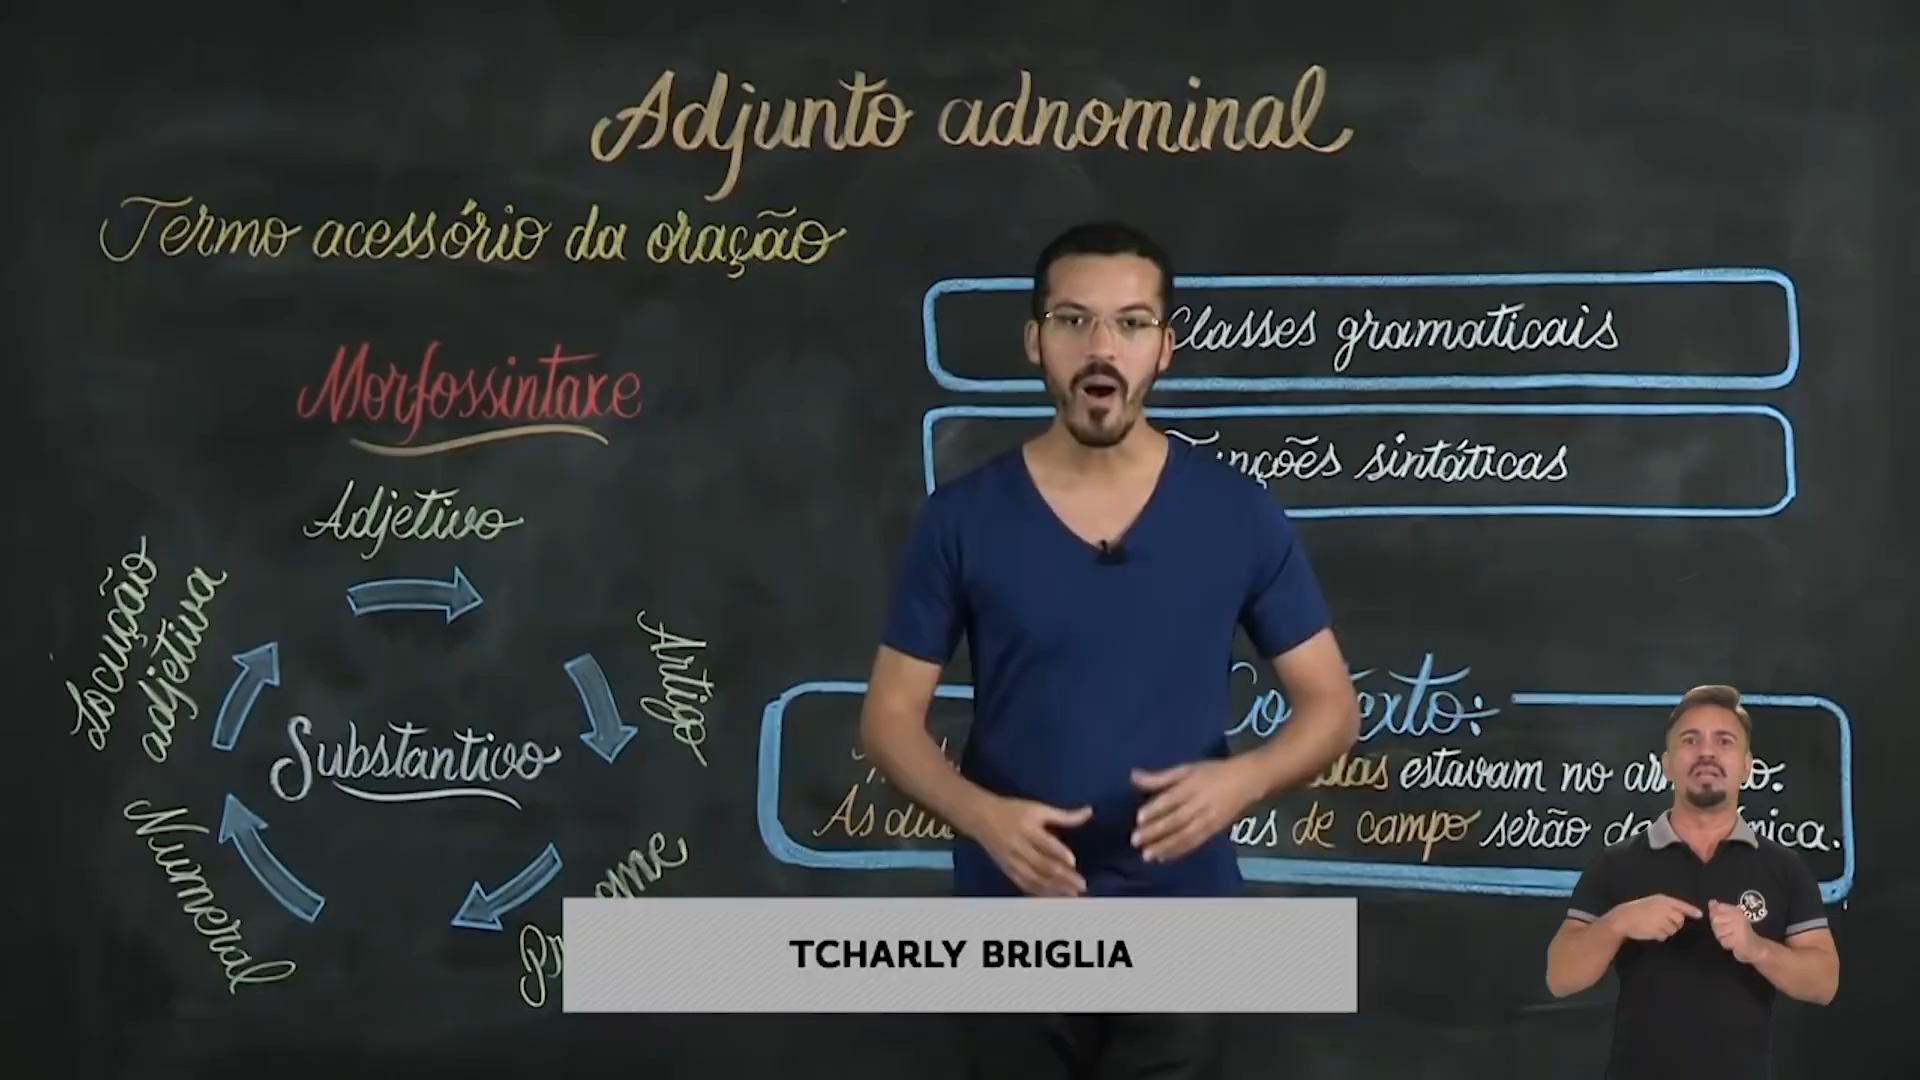 Adjunto adnominal
Termo acessório da oração
Classes gramaticais
Morfossintaxe
sintáticas
Adjetivo
Locução
adjetiva
Artigo
Substantivo
estavam no
As de campo serão
Numeral
TCHARLY BRIGLIA